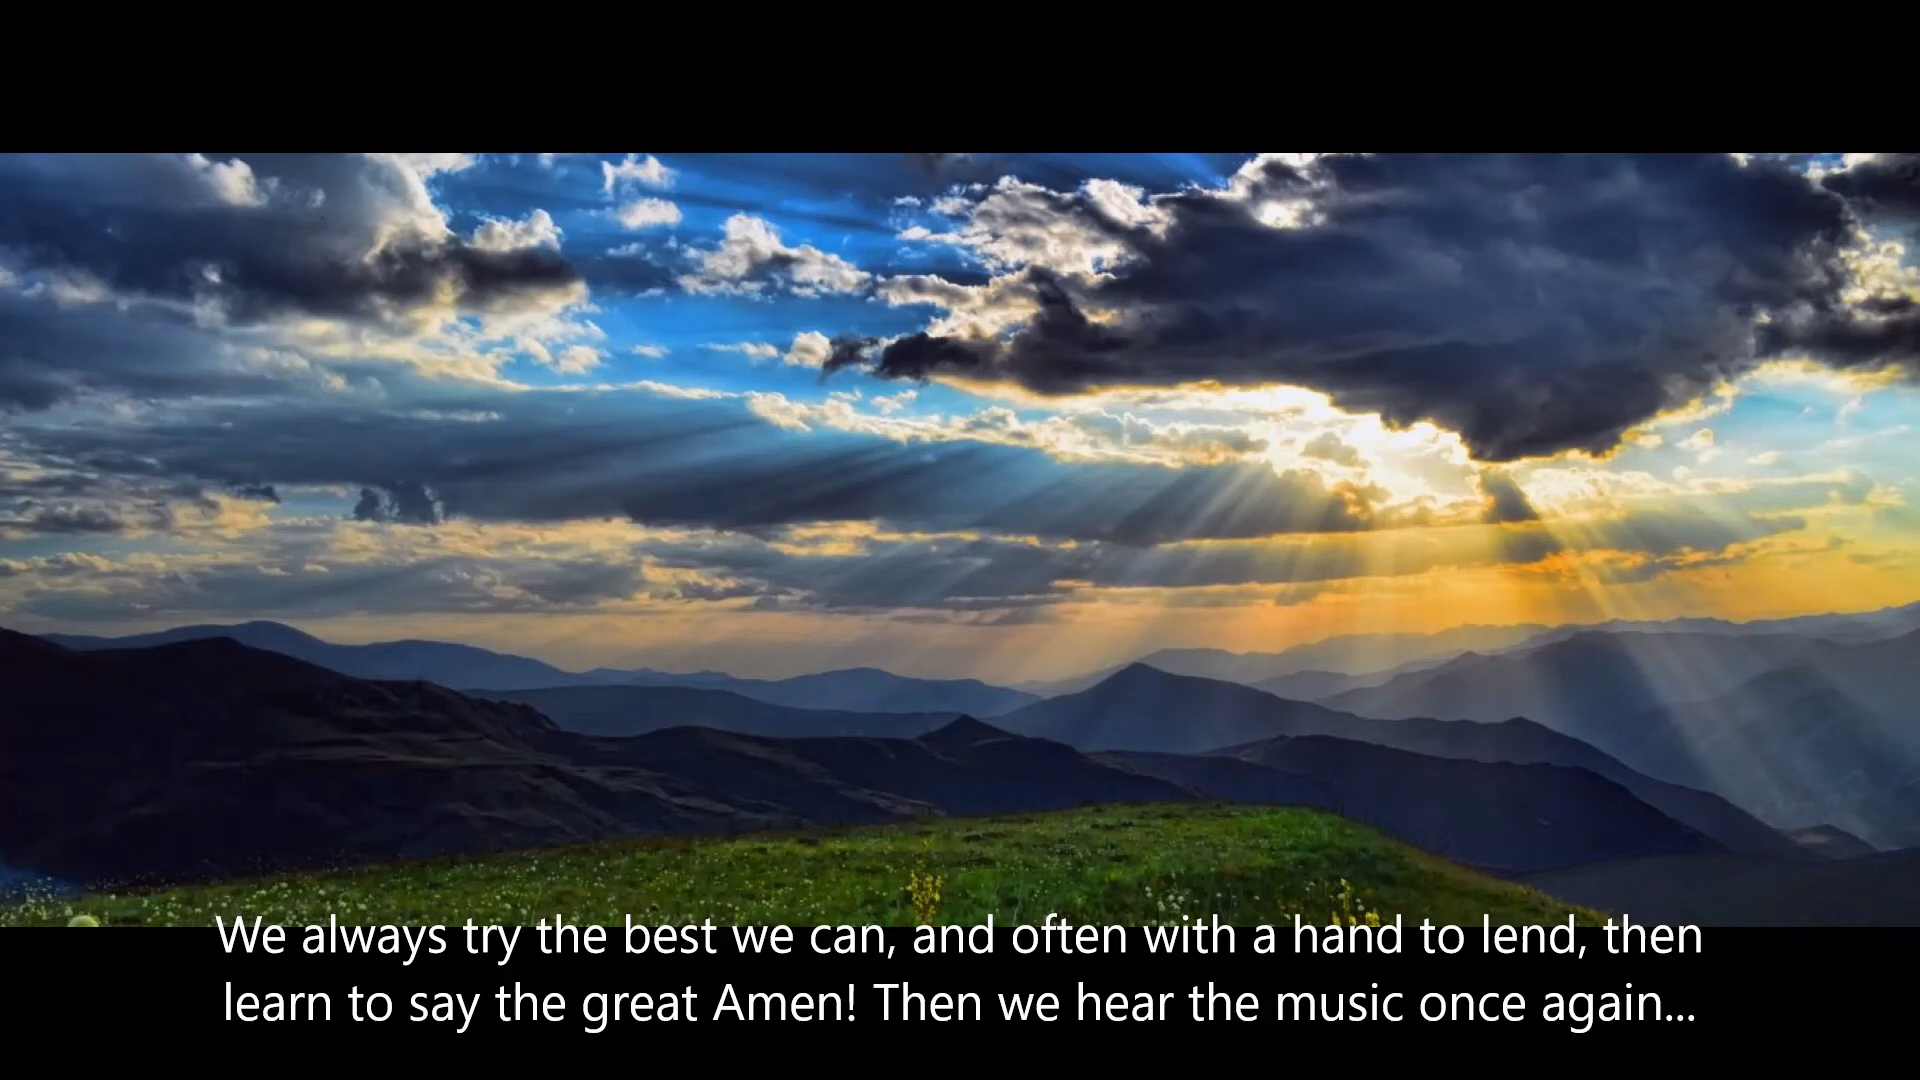 We always try the best we can, and often with a hand to lend, then
learn to say the great Amen! Then we hear the music once again...